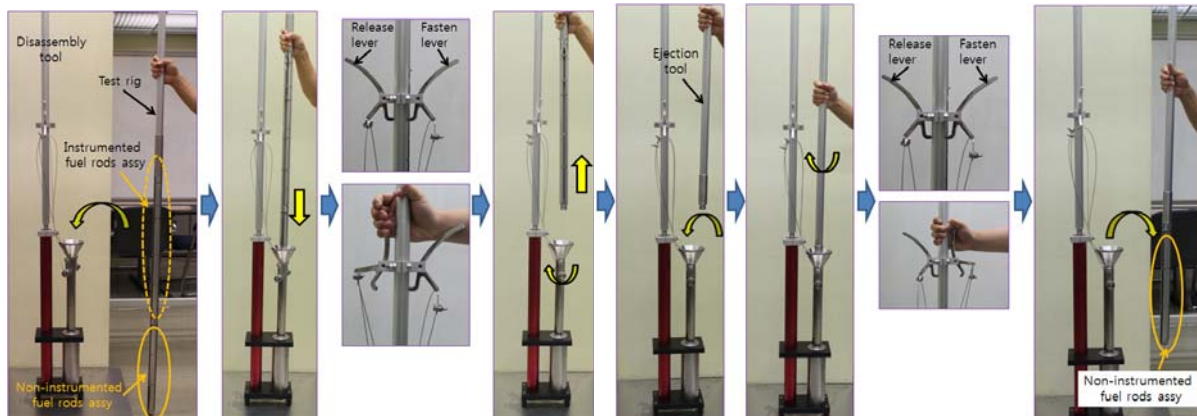 Disassembly
tool
Test rig
Instrumented
fuel rods assy
Non-instrumented
fuel rods assy
Release
lever
Fasten
lever
Ejection
tool
Release
lever
Fasten
lever
Non-instrumented
fuel rods assy